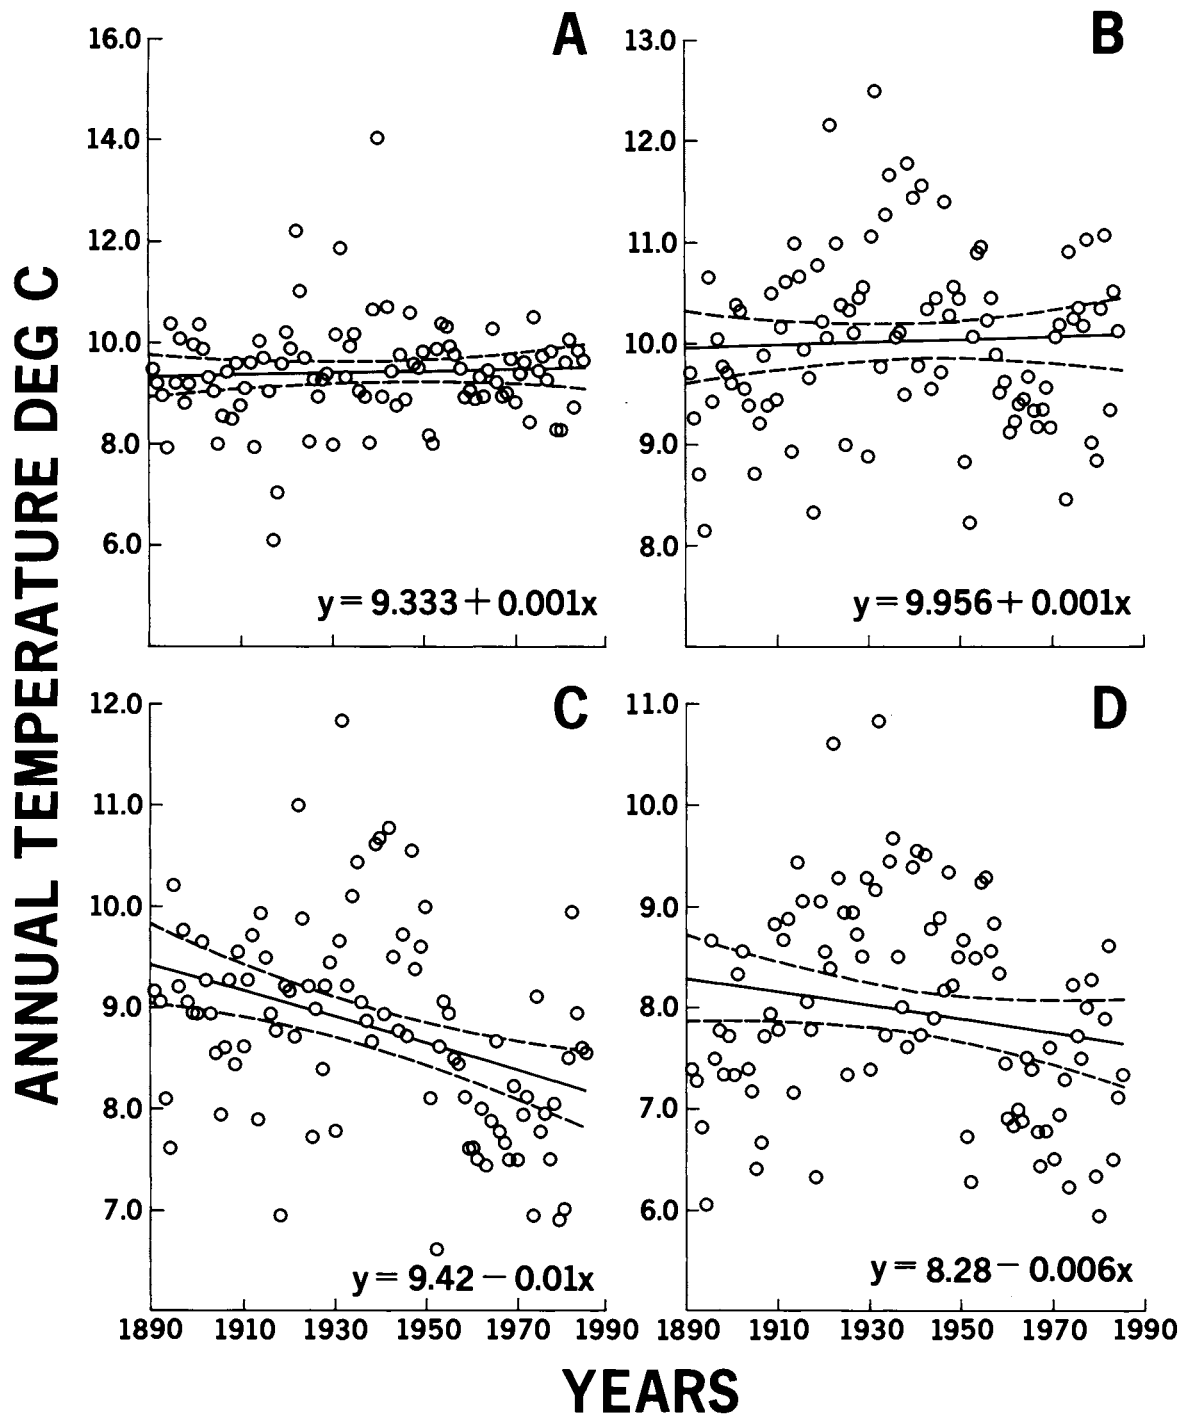 ANNUAL TEMPERATURE DEG C
A
16.0
14.0
12.0
10.0
8.0
6.0
y = 9.333 + 0.001x
B
13.0
12.0
11.0
10.0
9.0
8.0
y = 9.956 + 0.001x
C
12.0
11.0
10.0
9.0
8.0
7.0
y = 9.42 − 0.01x
1890 1910 1930 1950 1970 1990
D
11.0
10.0
9.0
8.0
7.0
6.0
y = 8.28 − 0.006x
1890 1910 1930 1950 1970 1990
YEARS